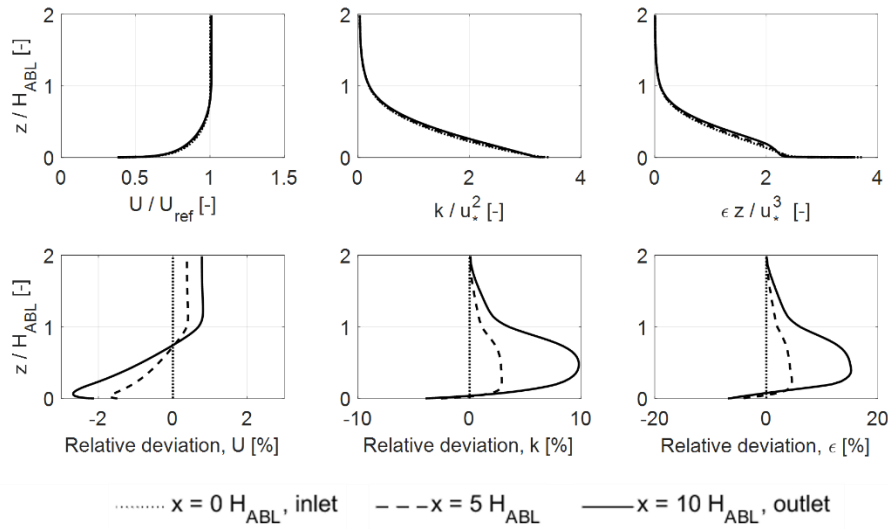 2
1
0
z / H_ABL [-]
0 0.5 1 1.5
U / U_ref [-]
2
1
0
0 2 4
k / u_⋆^2 [-]
2
1
0
0 2 4
ϵ z / u_⋆^3 [-]
2
1
0
z / H_ABL [-]
-2 0 2
Relative deviation, U [%]
2
1
0
-10 0 10
Relative deviation, k [%]
2
1
0
-20 0 20
Relative deviation, ϵ [%]
x = 0 H_ABL, inlet x = 5 H_ABL x = 10 H_ABL, outlet